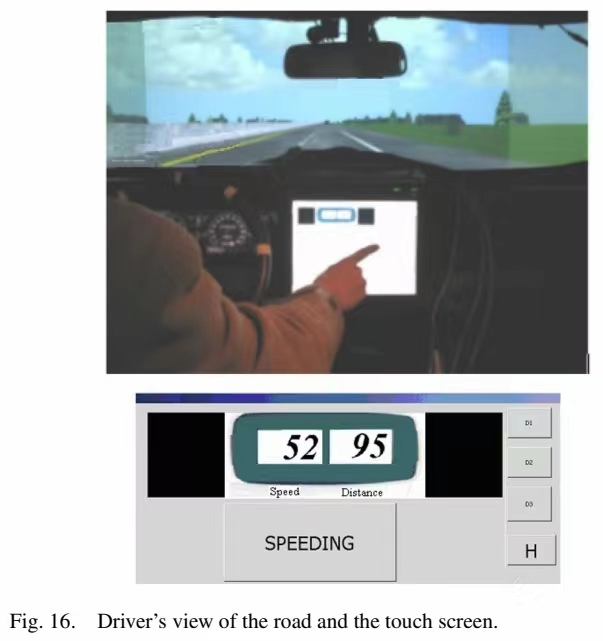 52 95
Speed Distance
SPEEDING
D1
D2
D3
H
Fig. 16. Driver's view of the road and the touch screen.